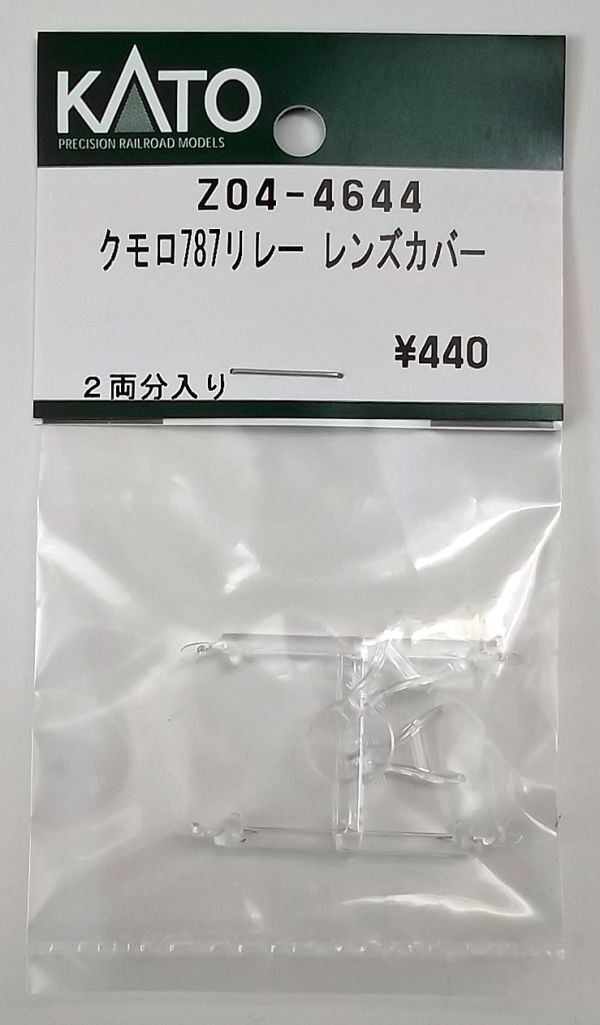 KATO
PRECISION RAILROAD MODELS
Z04-4644
クモロ787リレー レンズカバー
¥440
2両分入り